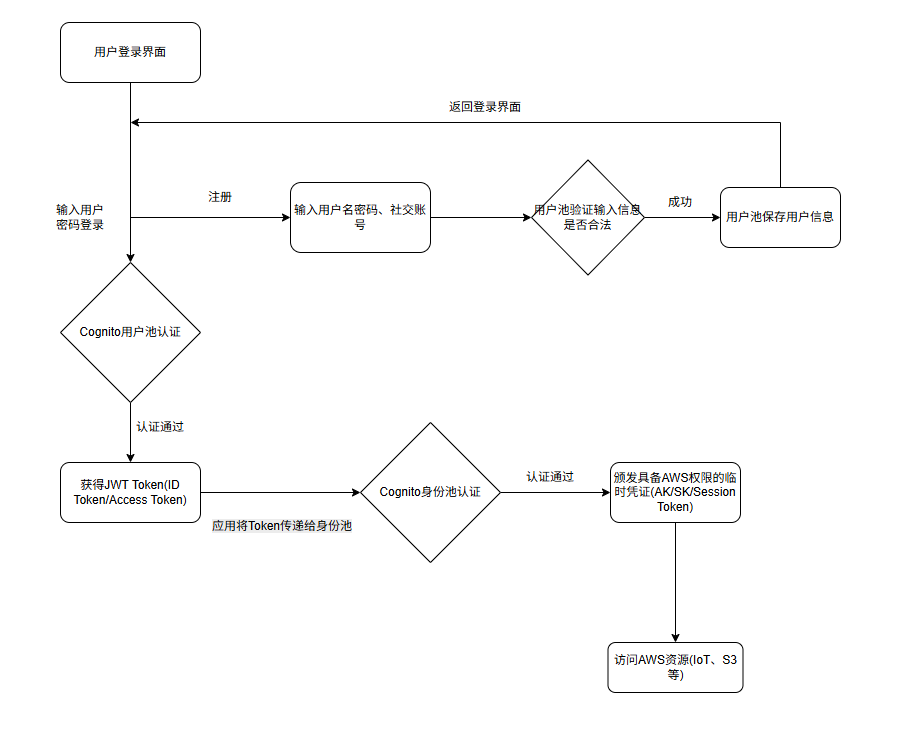 用户登录界面
返回登录界面
注册
输入用户
密码登录
输入用户名密码、社交账
号
用户池验证输入信息
是否合法
成功
用户池保存用户信息
Cognito用户池认证
认证通过
获得JWT Token(ID
Token/Access Token)
应用将Token传递给身份池
Cognito身份池认证
认证通过
颁发具备AWS权限的临
时凭证(AK/SK/Session
Token)
访问AWS资源(IoT、S3
等)